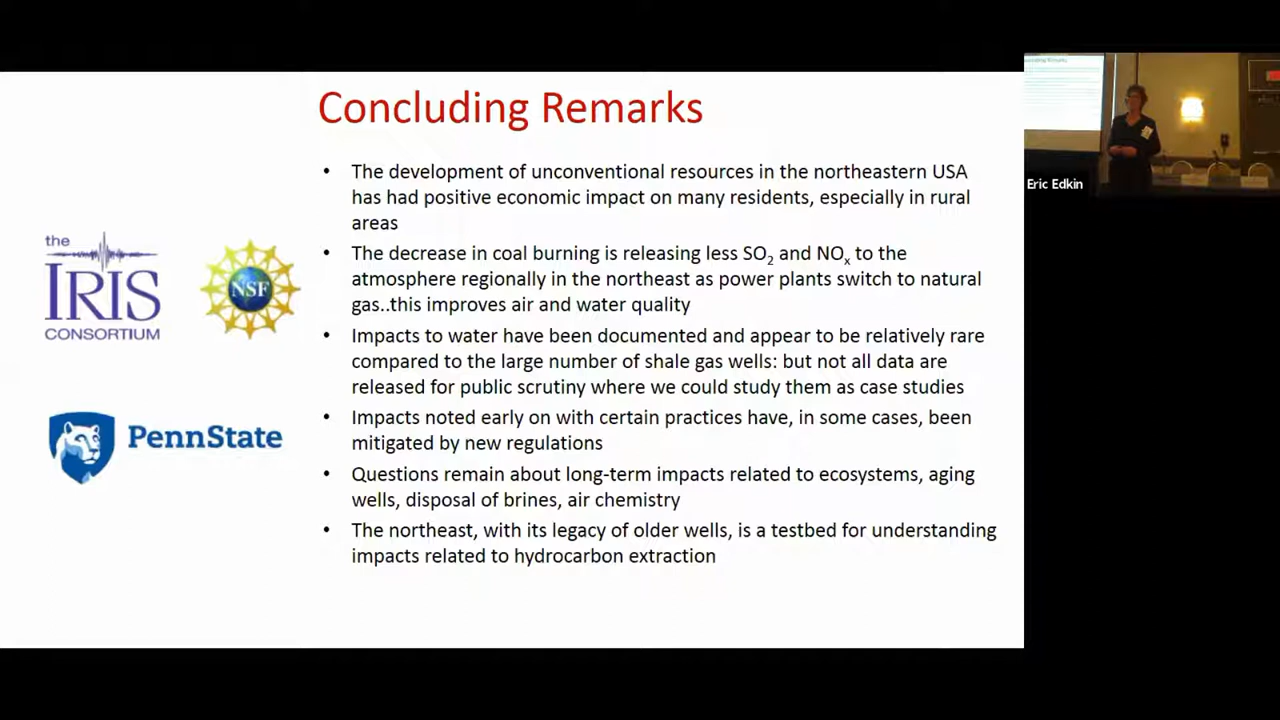 Concluding Remarks
• The development of unconventional resources in the northeastern USA
has had positive economic impact on many residents, especially in rural
areas
• The decrease in coal burning is releasing less SO2 and NOx to the
atmosphere regionally in the northeast as power plants switch to natural
gas..this improves air and water quality
• Impacts to water have been documented and appear to be relatively rare
compared to the large number of shale gas wells: but not all data are
released for public scrutiny where we could study them as case studies
• Impacts noted early on with certain practices have, in some cases, been
mitigated by new regulations
• Questions remain about long-term impacts related to ecosystems, aging
wells, disposal of brines, air chemistry
• The northeast, with its legacy of older wells, is a testbed for understanding
impacts related to hydrocarbon extraction
the
IRIS
CONSORTIUM
NSF
PennState
Eric Edkin